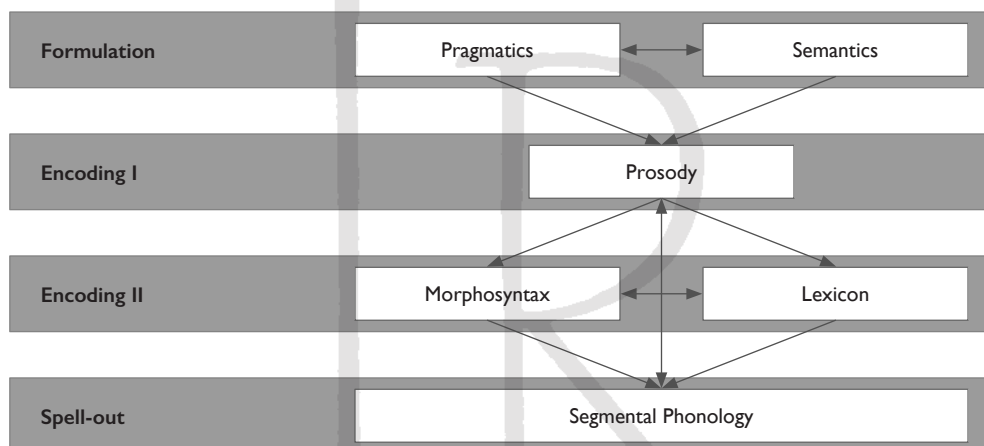 Formulation
Pragmatics
Semantics
Encoding I
Prosody
Encoding II
Morphosyntax
Lexicon
Spell-out
Segmental Phonology